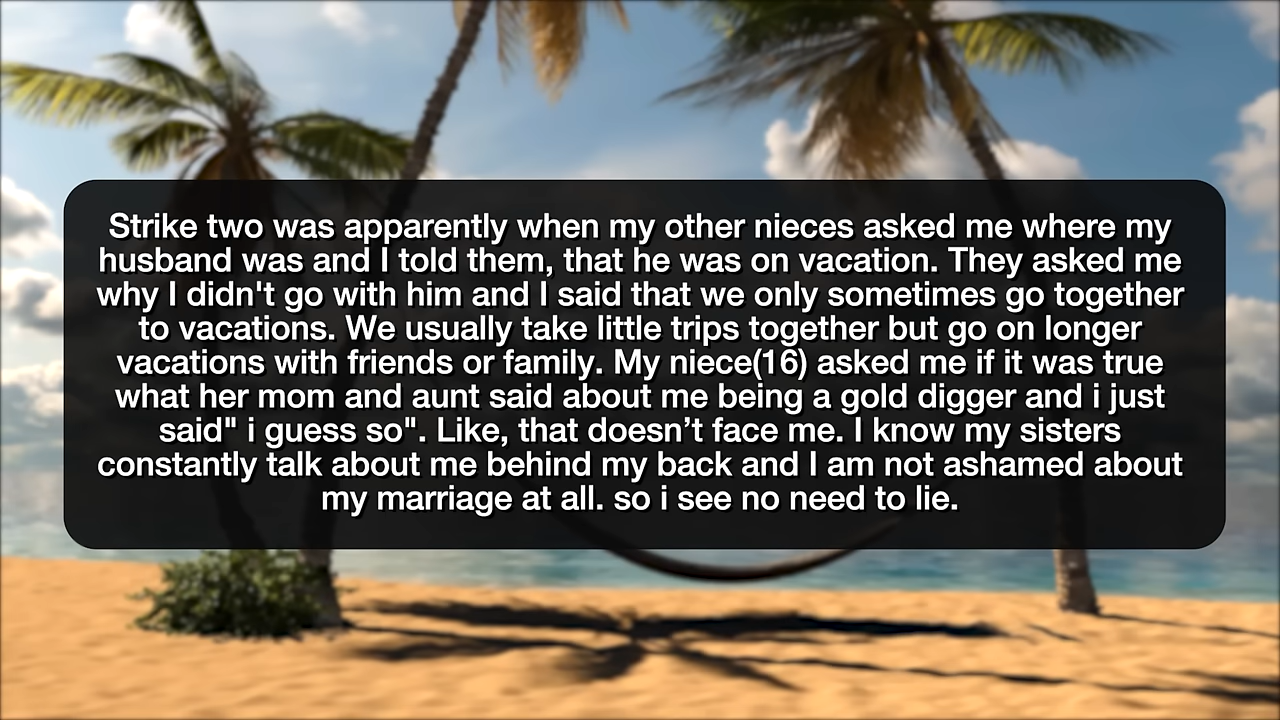 Strike two was apparently when my other nieces asked me where my
husband was and I told them, that he was on vacation. They asked me
why I didn't go with him and I said that we only sometimes go together
to vacations. We usually take little trips together but go on longer
vacations with friends or family. My niece(16) asked me if it was true
what her mom and aunt said about me being a gold digger and i just
said" i guess so". Like, that doesn’t face me. I know my sisters
constantly talk about me behind my back and I am not ashamed about
my marriage at all. so i see no need to lie.